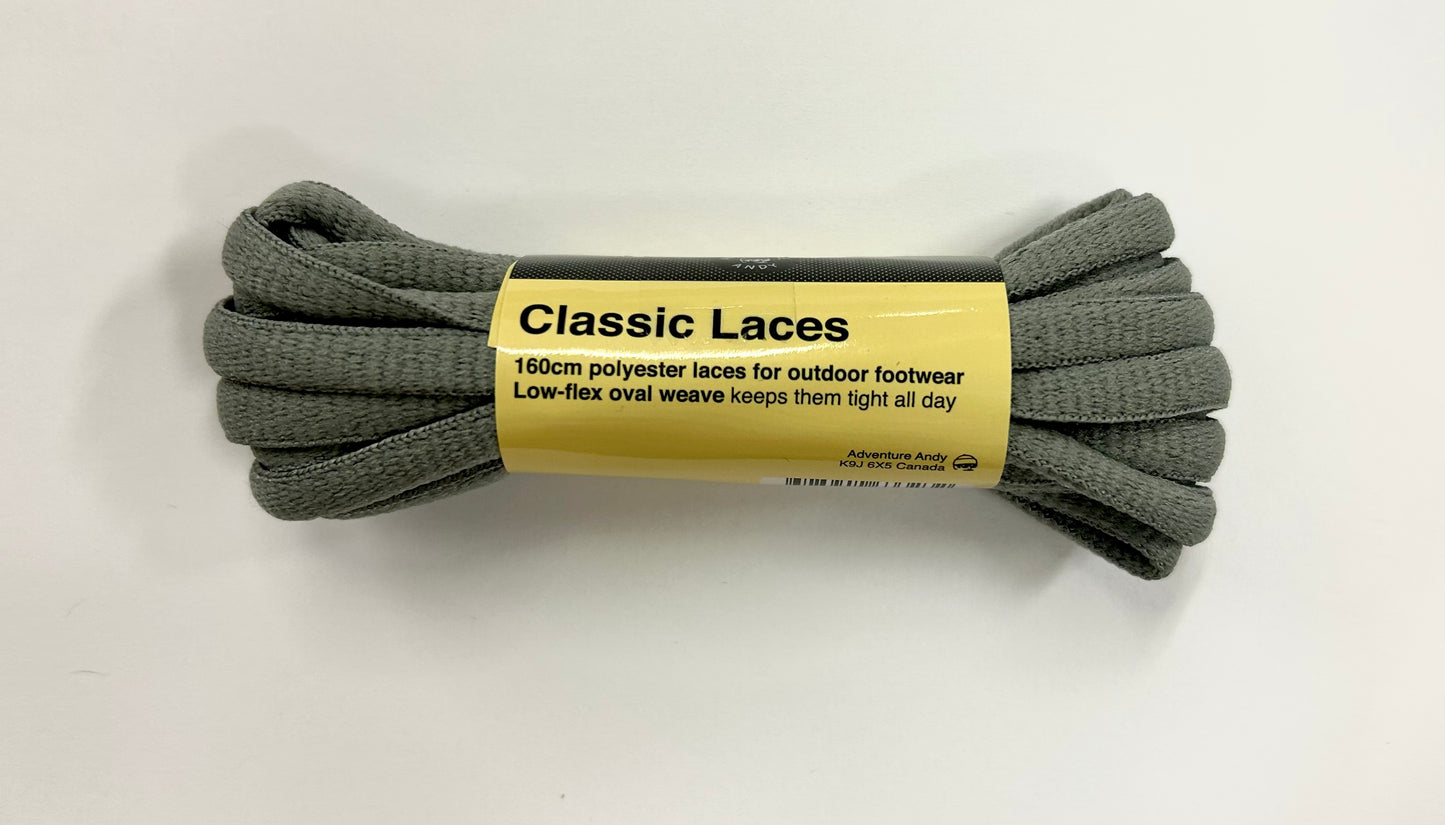 Classic Laces
160cm polyester laces for outdoor footwear
Low-flex oval weave keeps them tight all day
Adventure Andy
K9J 6X5 Canada